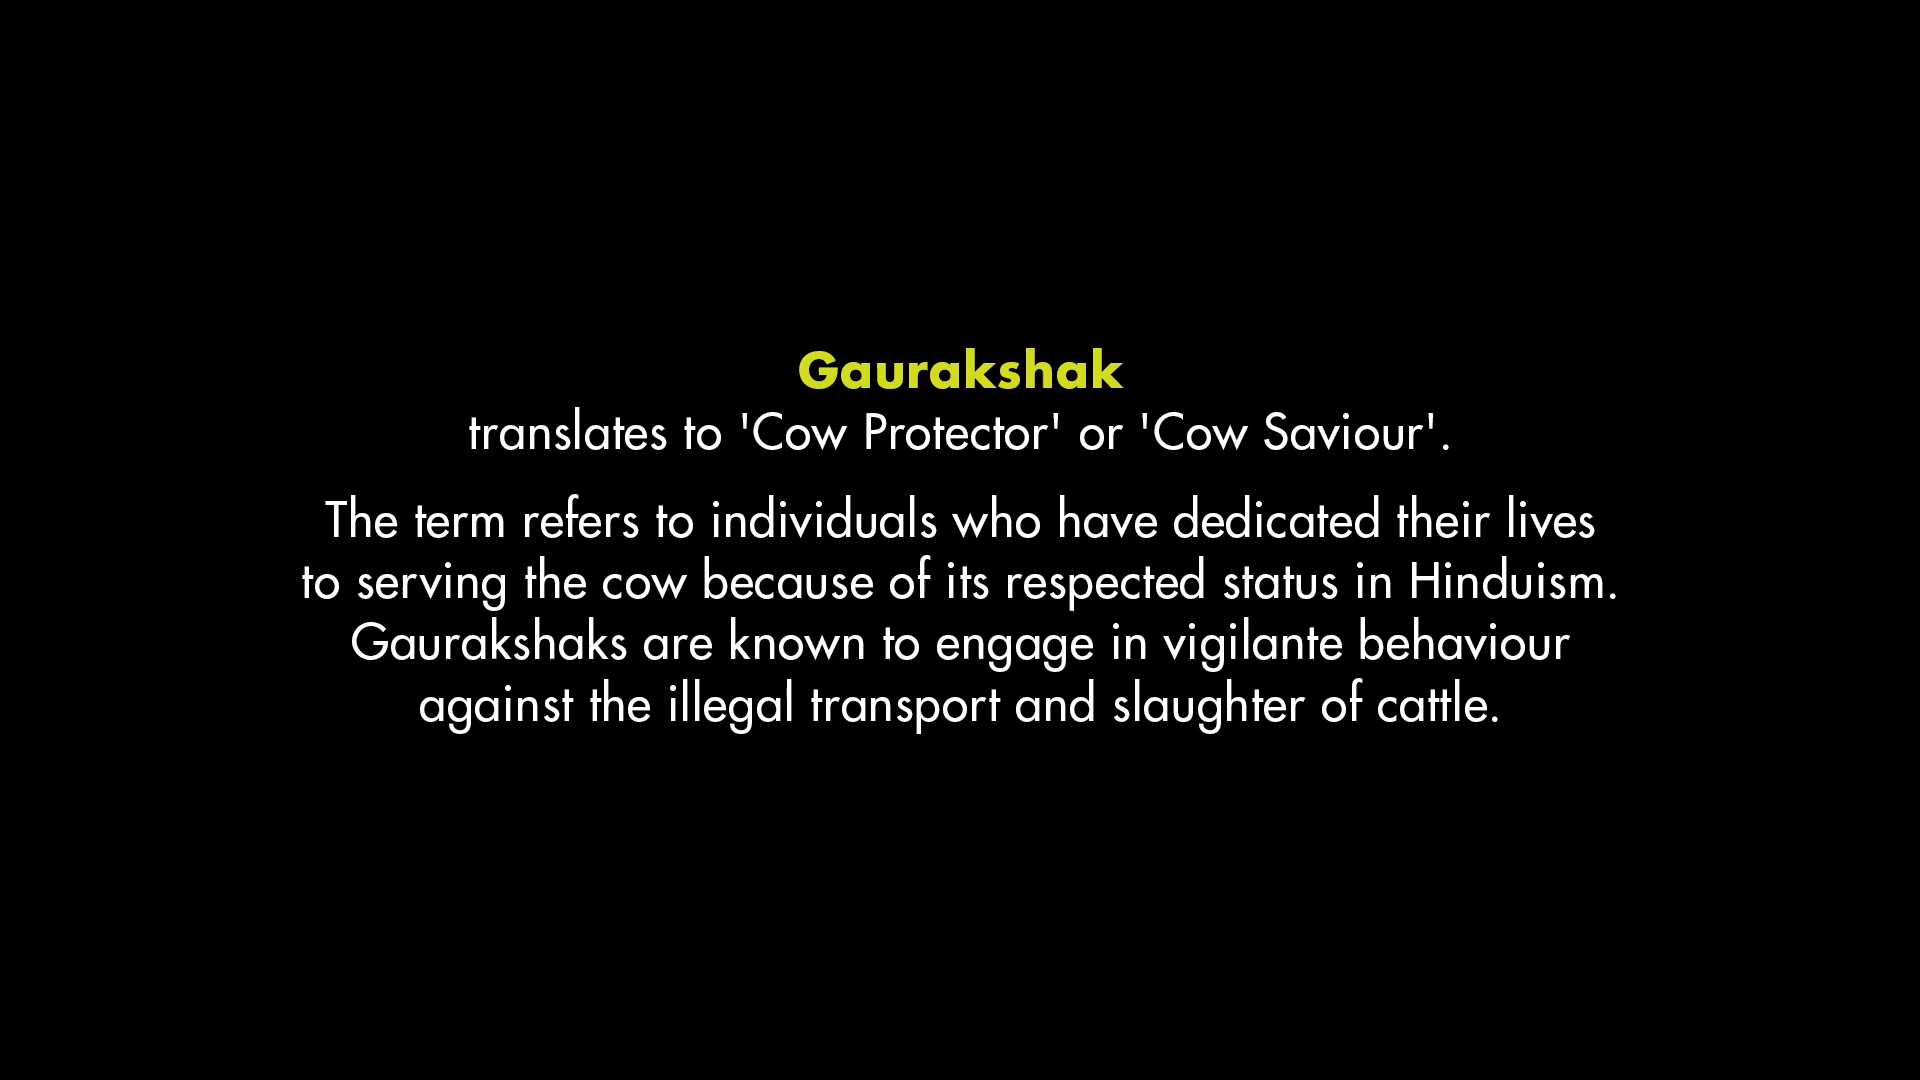 Gaurakshak
translates to 'Cow Protector' or 'Cow Saviour'.
The term refers to individuals who have dedicated their lives
to serving the cow because of its respected status in Hinduism.
Gaurakshaks are known to engage in vigilante behaviour
against the illegal transport and slaughter of cattle.